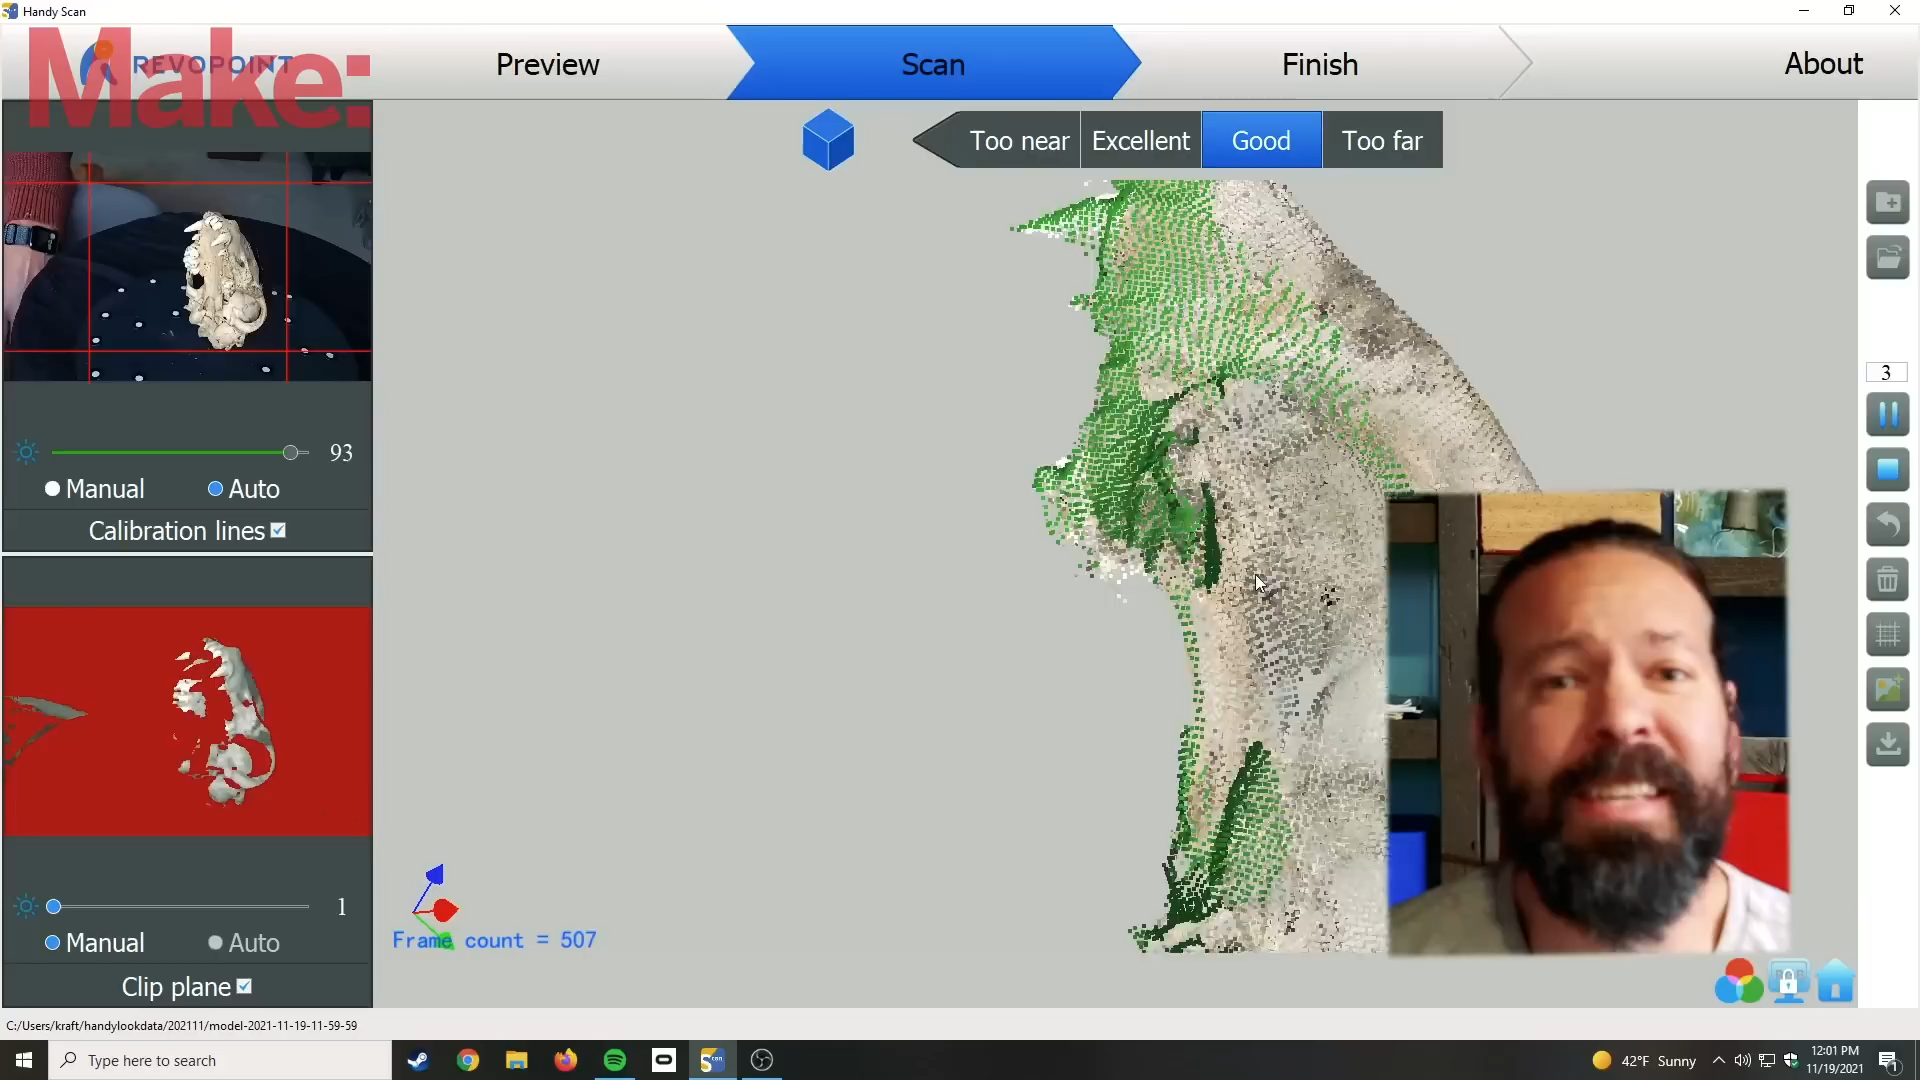 Handy Scan
Make:
REVOPOINT
Preview
Scan
Finish
About
Too near
Excellent
Good
Too far
3
93
Manual
Auto
Calibration lines
1
Manual
Auto
Clip plane
Frame count = 507
C:/Users/kraft/handylookdata/202111/model-2021-11-19-11-59-59
Type here to search
42°F Sunny
12:01 PM
11/19/2021
1